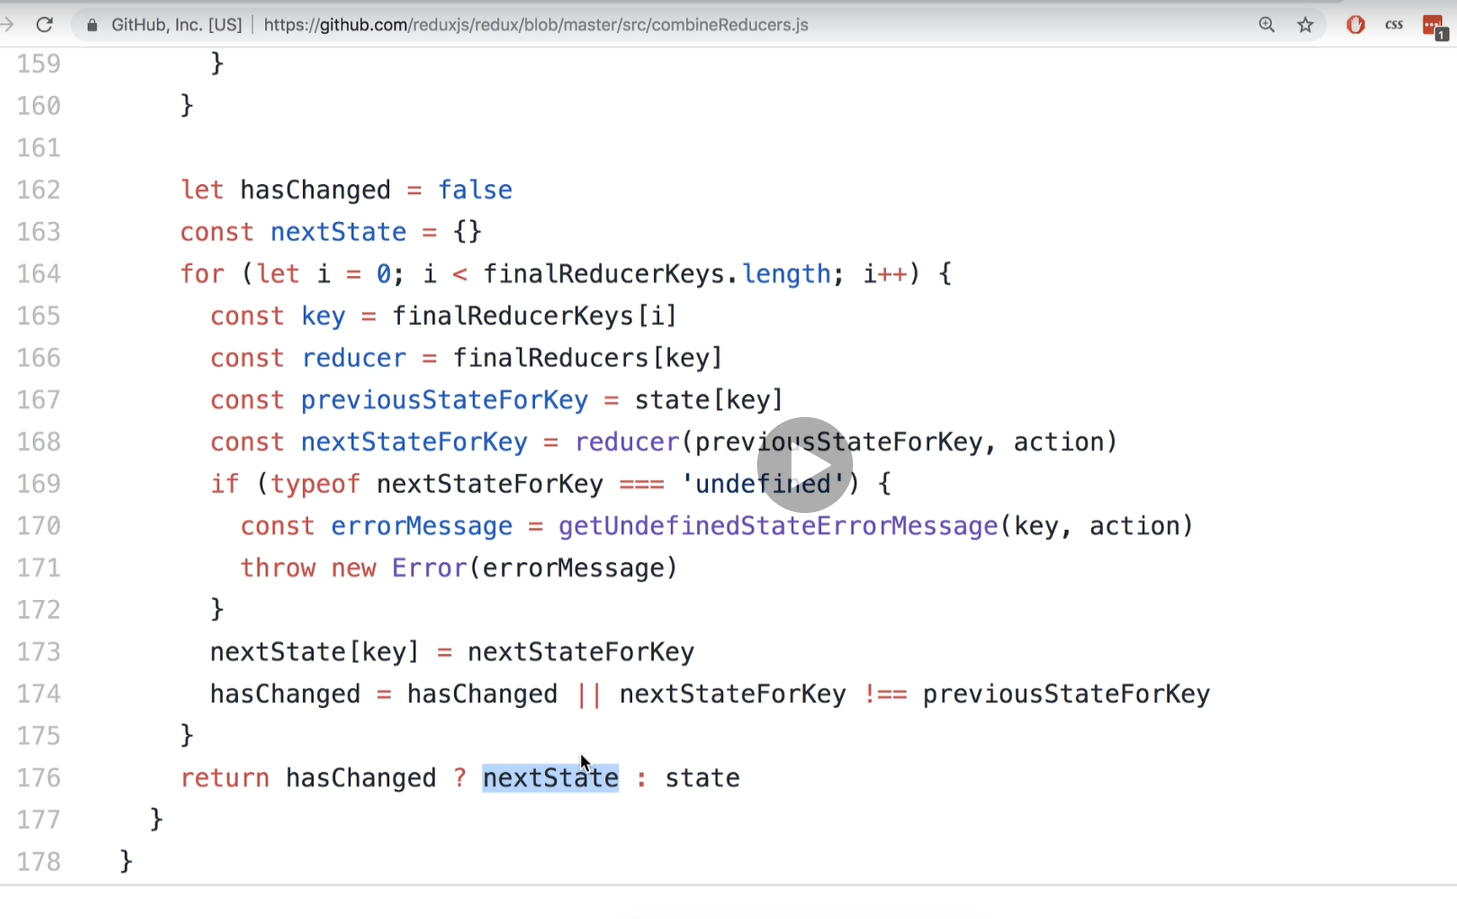 GitHub, Inc. [US] | https://github.com/reduxjs/redux/blob/master/src/combineReducers.js css 1
159 }
160 }
161
162 let hasChanged = false
163 const nextState = {}
164 for (let i = 0; i < finalReducerKeys.length; i++) {
165 const key = finalReducerKeys[i]
166 const reducer = finalReducers[key]
167 const previousStateForKey = state[key]
168 const nextStateForKey = reducer(previousStateForKey, action)
169 if (typeof nextStateForKey === 'undefined') {
170 const errorMessage = getUndefinedStateErrorMessage(key, action)
171 throw new Error(errorMessage)
172 }
173 nextState[key] = nextStateForKey
174 hasChanged = hasChanged || nextStateForKey !== previousStateForKey
175 }
176 return hasChanged ? nextState : state
177 }
178 }